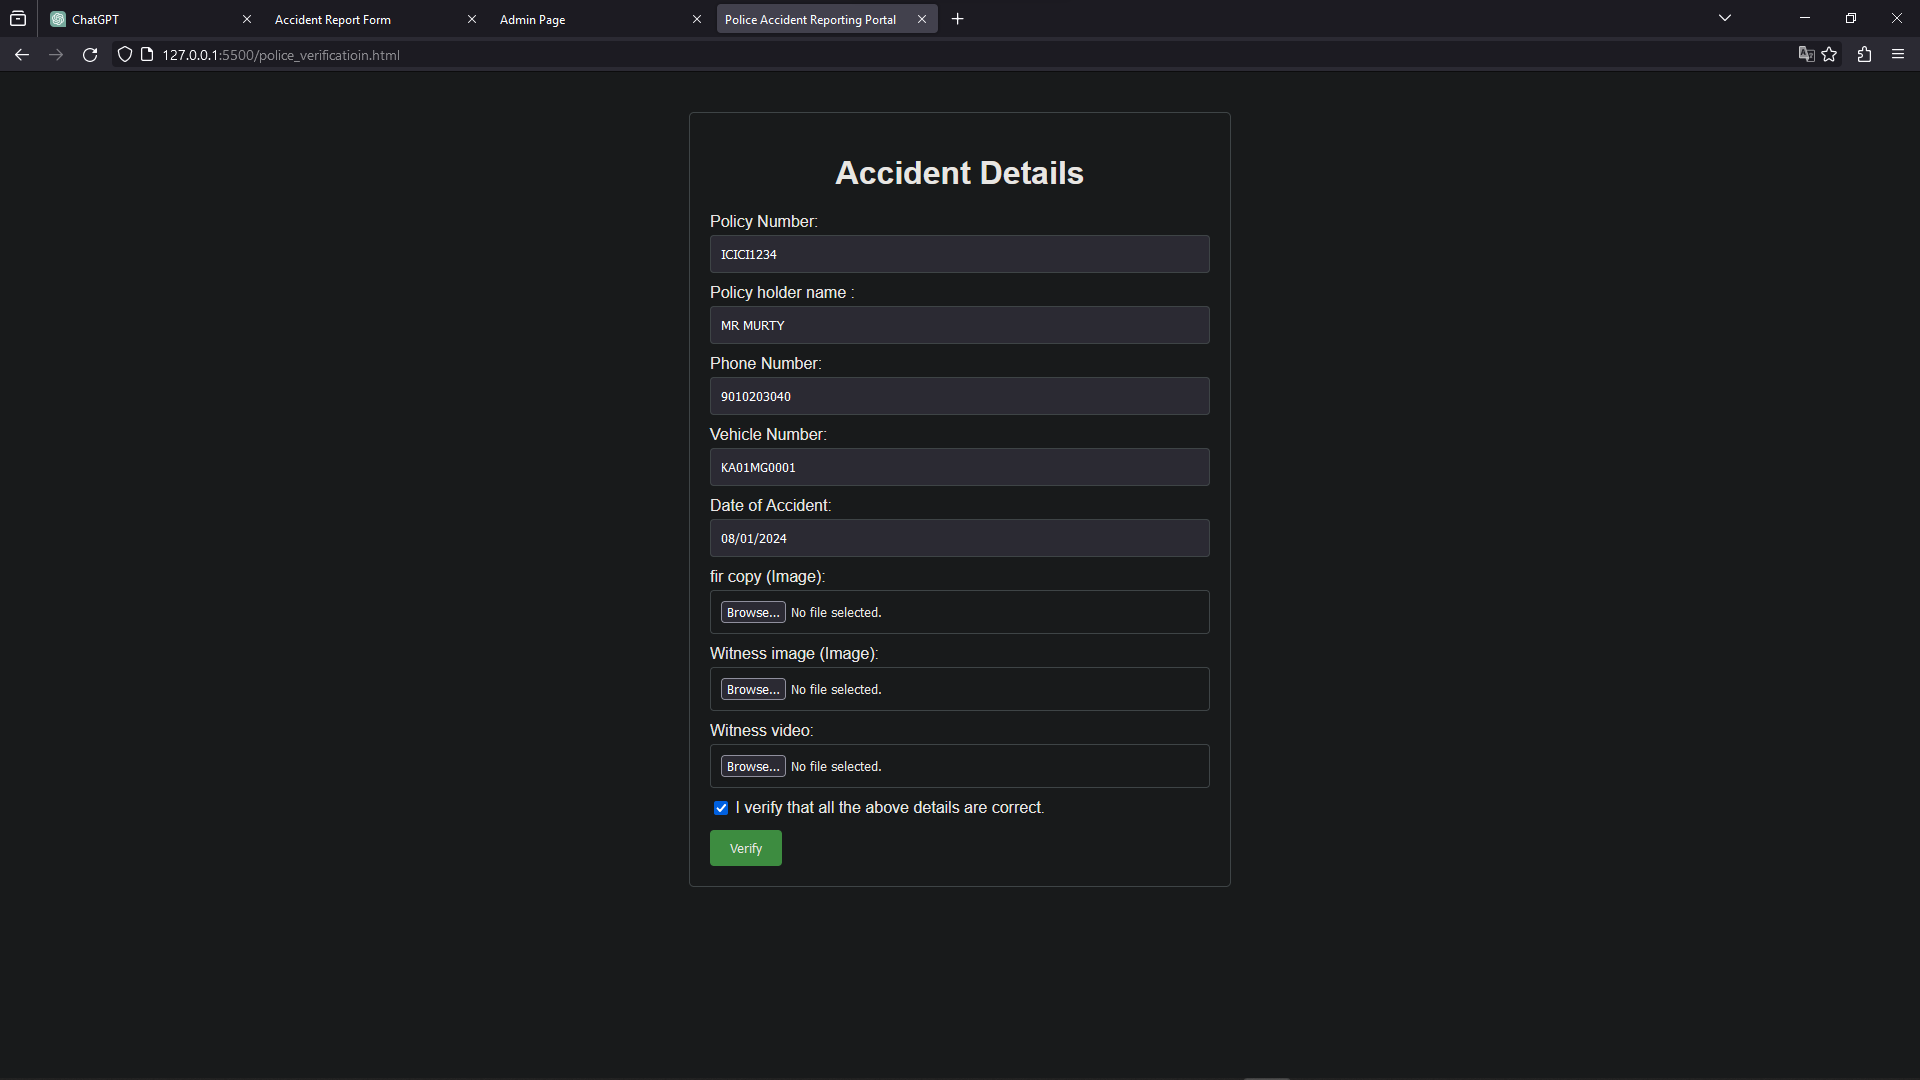 ChatGPT
Accident Report Form
Admin Page
Police Accident Reporting Portal
127.0.0.1:5500/police_verificatioin.html
Accident Details
Policy Number:
ICICI1234
Policy holder name :
MR MURTY
Phone Number:
9010203040
Vehicle Number:
KA01MG0001
Date of Accident:
08/01/2024
fir copy (Image):
Browse... No file selected.
Witness image (Image):
Browse... No file selected.
Witness video:
Browse... No file selected.
I verify that all the above details are correct.
Verify